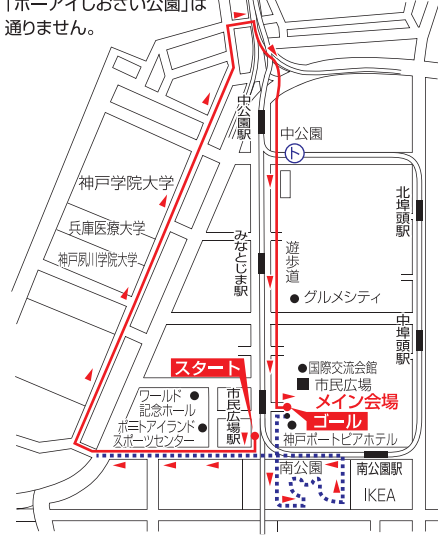 「ポーアイしおさい公園」は
通りません。
中公園駅
中公園
ト
神戸学院大学
兵庫医療大学
神戸夙川学院大学
みなとじま駅
遊歩道
北埠頭駅
グルメシティ
中埠頭駅
スタート
国際交流会館
市民広場
メイン会場
ゴール
ワールド
記念ホール
ポートアイランド
スポーツセンター
市民広場駅
神戸ポートピアホテル
南公園
南公園駅
IKEA